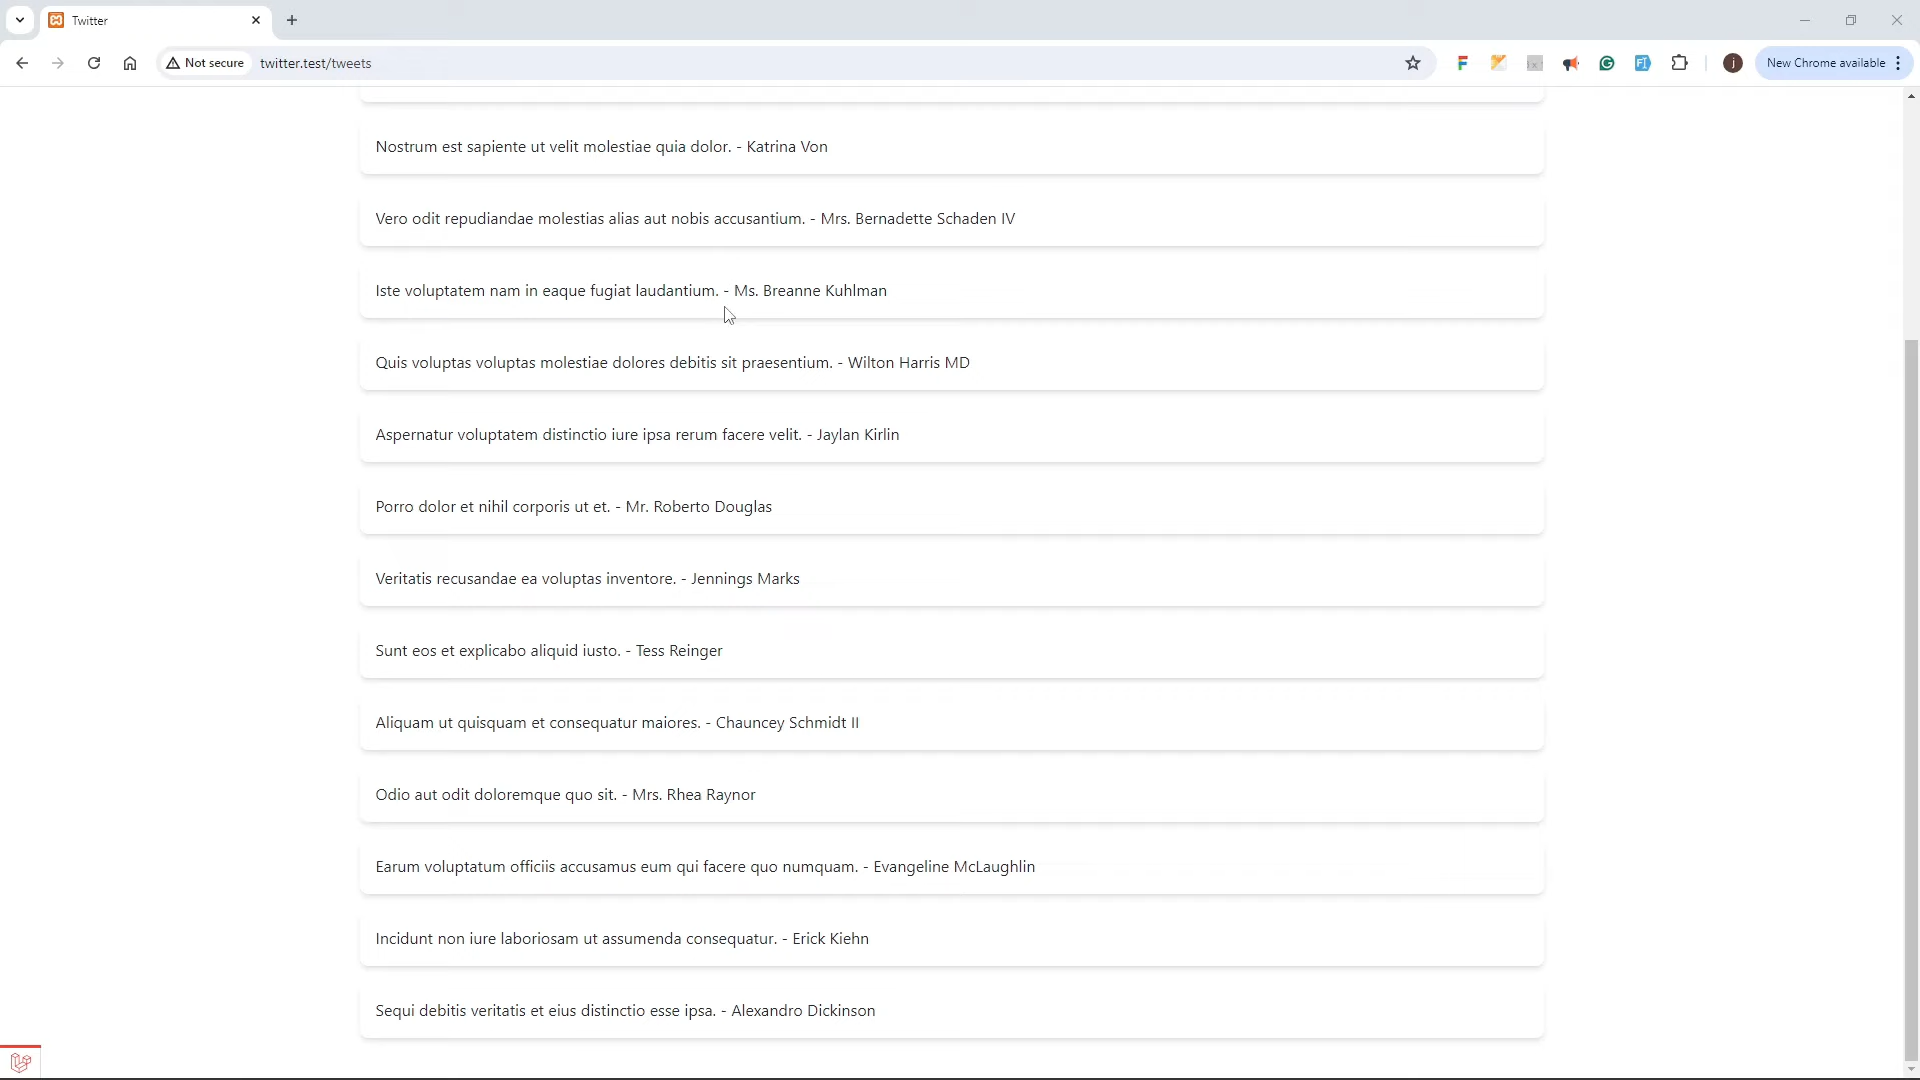 Twitter
Not secure
twitter.test/tweets
New Chrome available
Nostrum est sapiente ut velit molestiae quia dolor. - Katrina Von
Vero odit repudiandae molestias alias aut nobis accusantium. - Mrs. Bernadette Schaden IV
Iste voluptatem nam in eaque fugiat laudantium. - Ms. Breanne Kuhlman
Quis voluptas voluptas molestiae dolores debitis sit praesentium. - Wilton Harris MD
Aspernatur voluptatem distinctio iure ipsa rerum facere velit. - Jaylan Kirlin
Porro dolor et nihil corporis ut et. - Mr. Roberto Douglas
Veritatis recusandae ea voluptas inventore. - Jennings Marks
Sunt eos et explicabo aliquid iusto. - Tess Reinger
Aliquam ut quisquam et consequatur maiores. - Chauncey Schmidt II
Odio aut odit doloremque quo sit. - Mrs. Rhea Raynor
Earum voluptatum officiis accusamus eum qui facere quo numquam. - Evangeline McLaughlin
Incidunt non iure laboriosam ut assumenda consequatur. - Erick Kiehn
Sequi debitis veritatis et eius distinctio esse ipsa. - Alexandro Dickinson